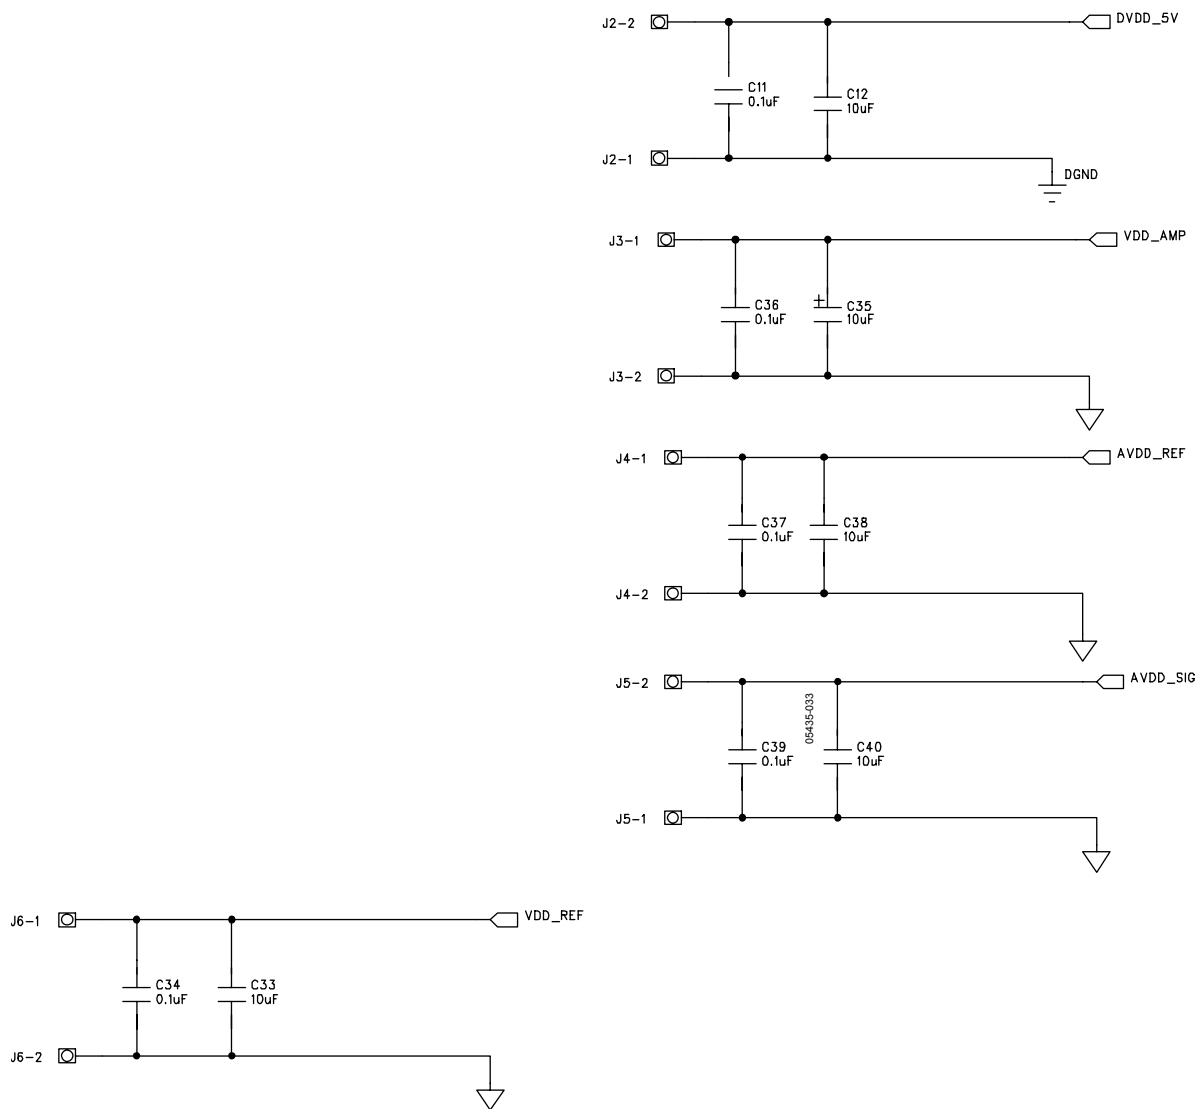 J2-2
DVDD_5V
C11
0.1uF
C12
10uF
J2-1
DGND
J3-1
VDD_AMP
C36
0.1uF
+
C35
10uF
J3-2
J4-1
AVDD_REF
C37
0.1uF
C38
10uF
J4-2
J5-2
AVDD_SIG
05435-033
C39
0.1uF
C40
10uF
J5-1
J6-1
VDD_REF
C34
0.1uF
C33
10uF
J6-2